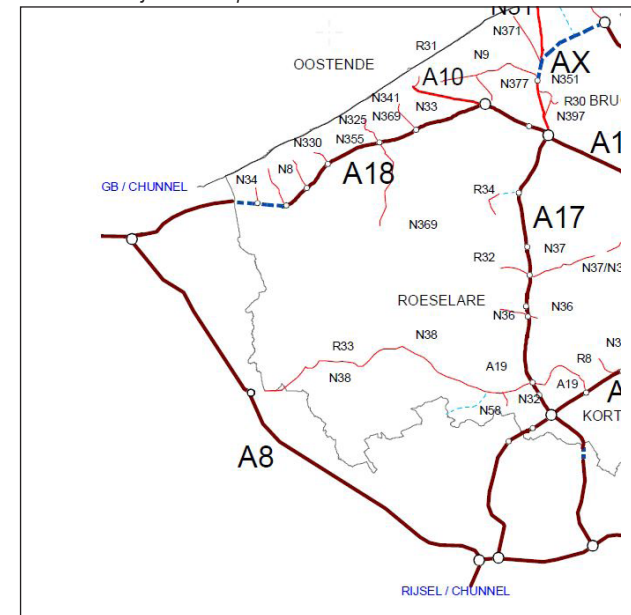 N371
R31
N9
OOSTENDE
AX
A10
N377
N351
N341
R30 BRU
N33
N325
N369
N397
N330
N355
A1
N8
A18
N34
R34
GB / CHUNNEL
A17
N369
N37
R32
N37/N3
ROESELARE
N36
N36
N38
R33
N3
R8
A19
N38
A19
N32
N58
KORT
A8
RIJSEL / CHUNNEL